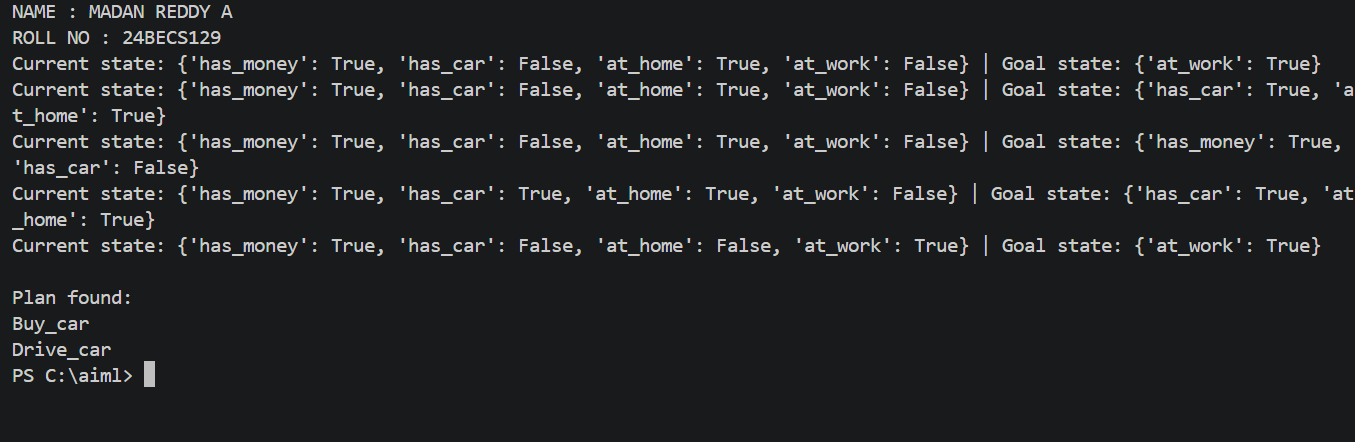 NAME : MADAN REDDY A
ROLL NO : 24BECS129
Current state: {'has_money': True, 'has_car': False, 'at_home': True, 'at_work': False} | Goal state: {'at_work': True}
Current state: {'has_money': True, 'has_car': False, 'at_home': True, 'at_work': False} | Goal state: {'has_car': True, 'a
t_home': True}
Current state: {'has_money': True, 'has_car': False, 'at_home': True, 'at_work': False} | Goal state: {'has_money': True,
'has_car': False}
Current state: {'has_money': True, 'has_car': True, 'at_home': True, 'at_work': False} | Goal state: {'has_car': True, 'at
_home': True}
Current state: {'has_money': True, 'has_car': False, 'at_home': False, 'at_work': True} | Goal state: {'at_work': True}
Plan found:
Buy_car
Drive_car
PS C:\aiml>